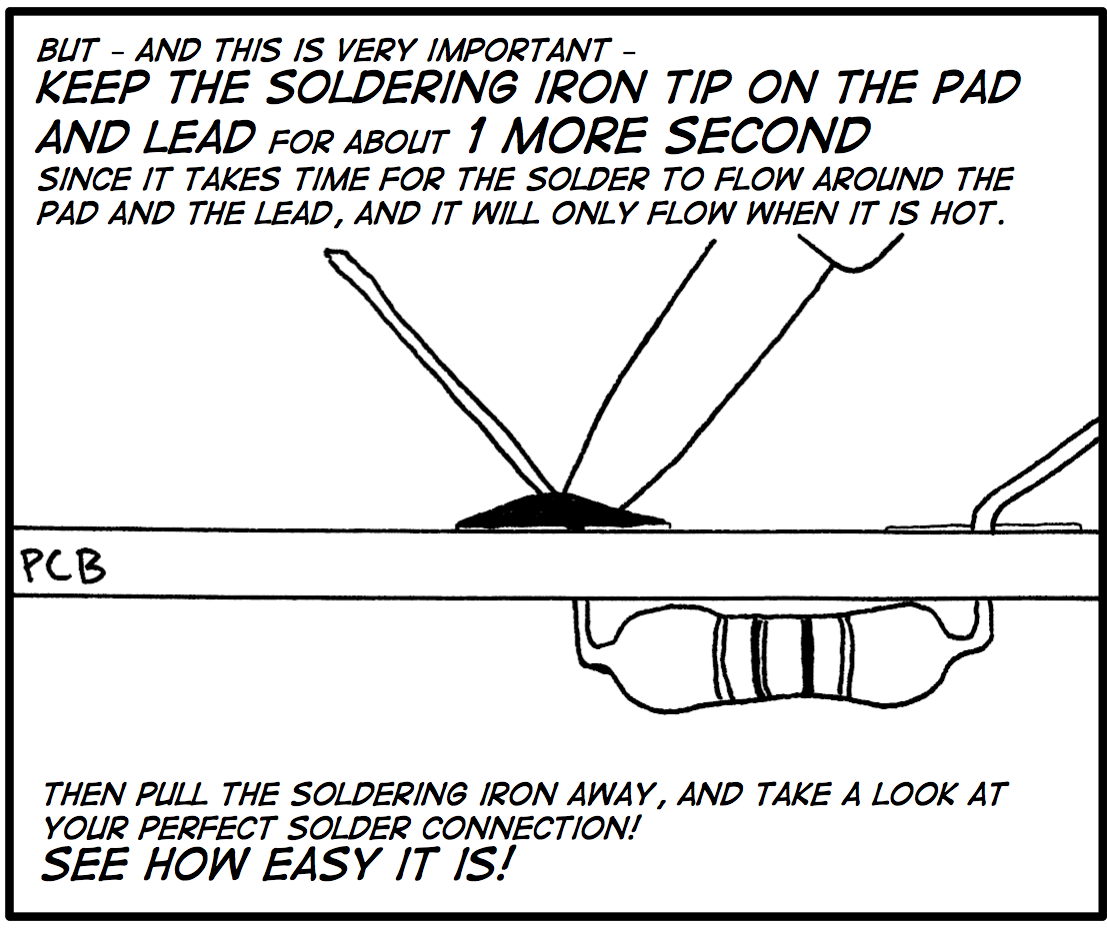 BUT - AND THIS IS VERY IMPORTANT -
KEEP THE SOLDERING IRON TIP ON THE PAD
AND LEAD FOR ABOUT 1 MORE SECOND
SINCE IT TAKES TIME FOR THE SOLDER TO FLOW AROUND THE
PAD AND THE LEAD, AND IT WILL ONLY FLOW WHEN IT IS HOT.
PCB
THEN PULL THE SOLDERING IRON AWAY, AND TAKE A LOOK AT
YOUR PERFECT SOLDER CONNECTION!
SEE HOW EASY IT IS!